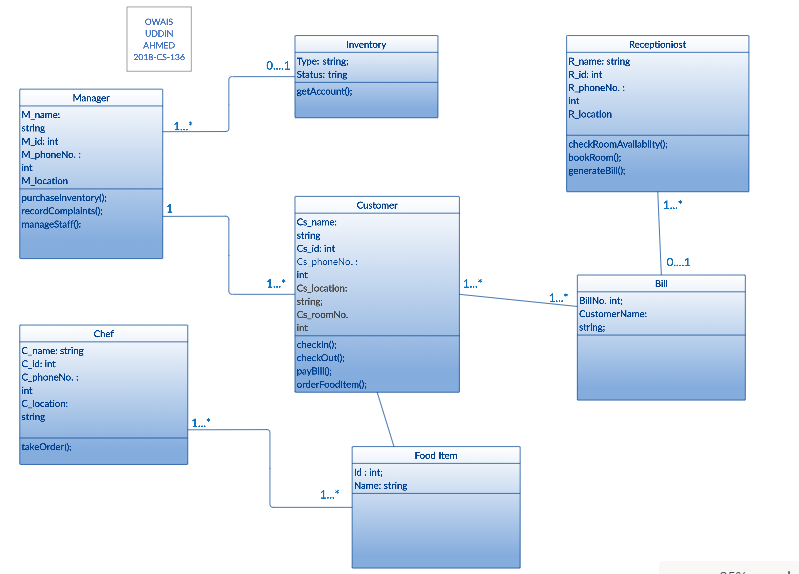 OWAIS
UDDIN
AHMED
2018-CS-136
Inventory
Type: string;
Status: tring
getAccount();
0....1
1...*
Receptioniost
R_name: string
R_id: int
R_phoneNo. :
int
R_location
checkRoomAvailablity();
bookRoom();
generateBill();
Manager
M_name:
string
M_id: int
M_phoneNo. :
int
M_location
purchaseInventory();
recordComplaints();
manageStaff():
1
1...*
Customer
Cs_name:
string
Cs_id: int
Cs_phoneNo. :
int
Cs_location:
string;
Cs_roomNo.
int
checkIn();
checkOut();
payBill();
orderFoodItem();
1...*
1...*
1...*
0....1
Bill
BillNo. int;
CustomerName:
string;
Chef
C_name: string
C_id: int
C_phoneNo. :
int
C_location:
string
takeOrder();
1...*
1...*
Food Item
Id : int;
Name: string